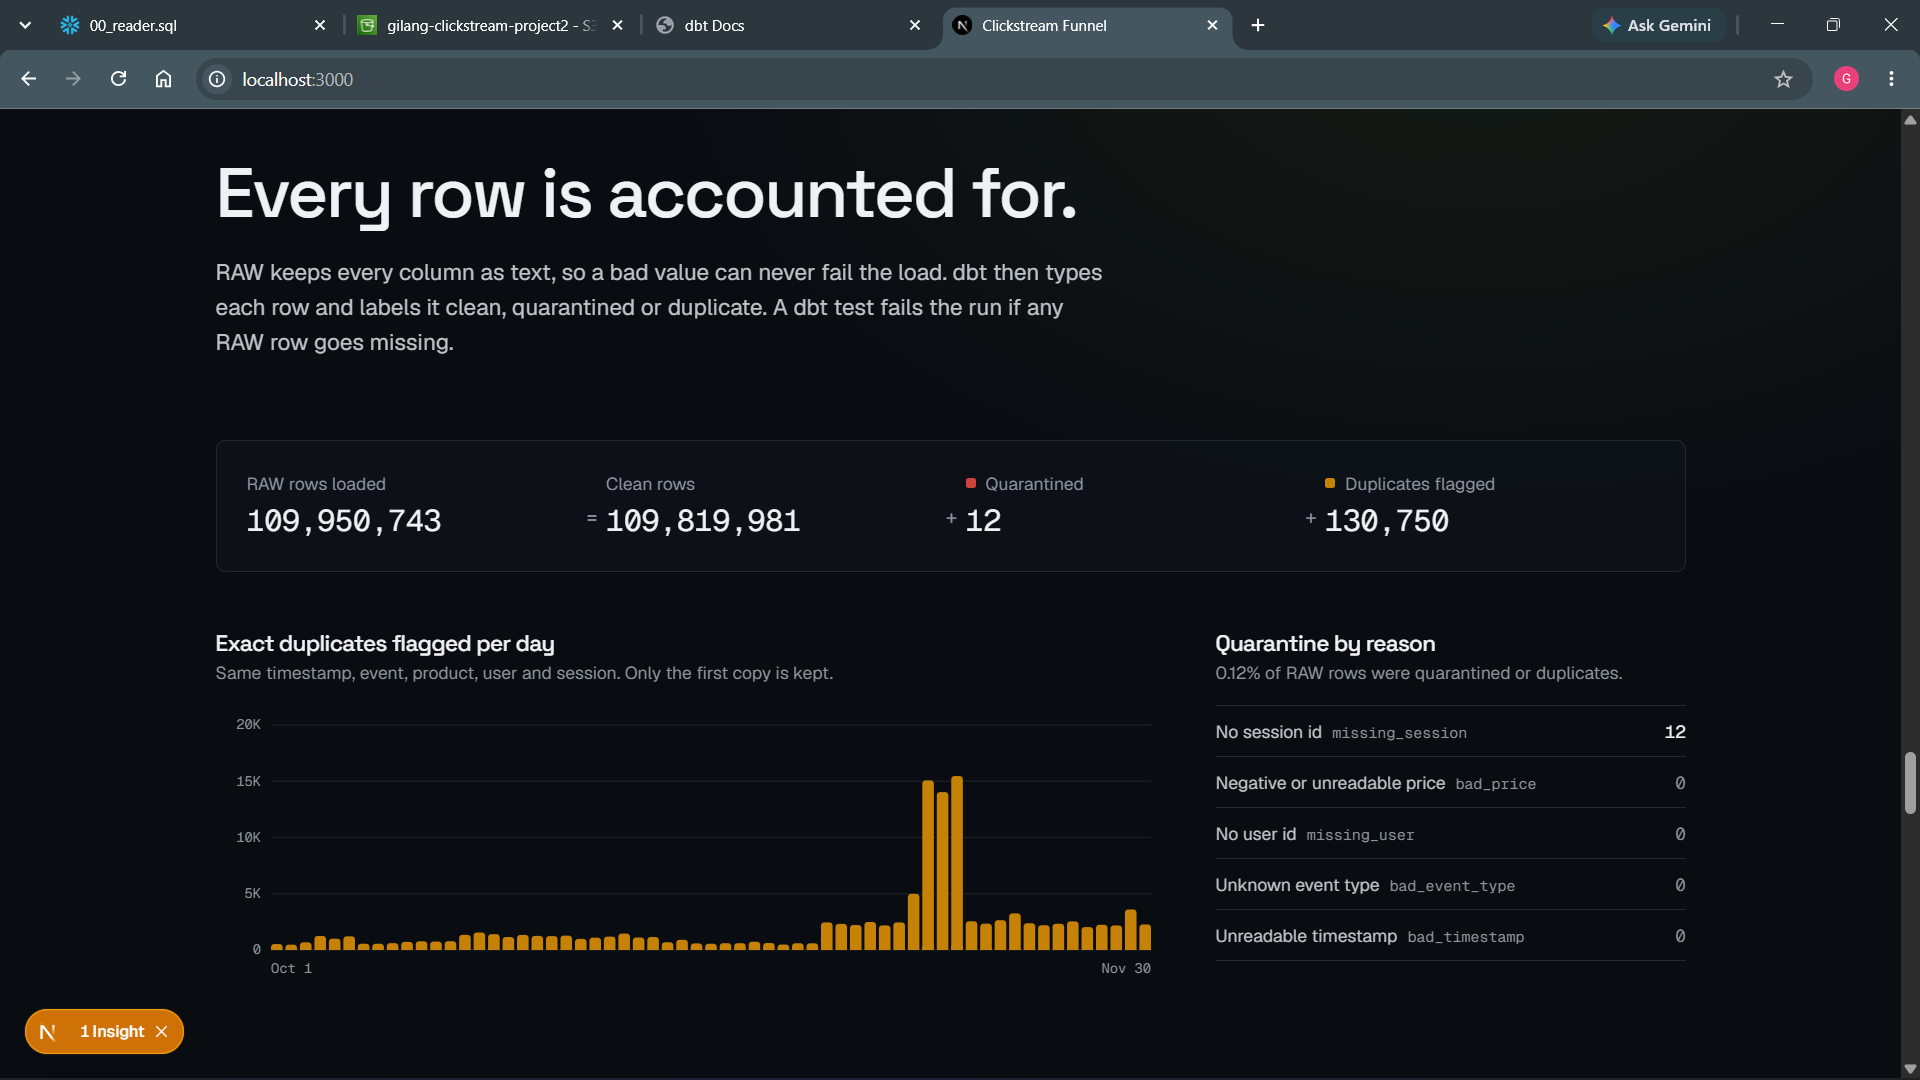 00_reader.sql
gilang-clickstream-project2 - S3
dbt Docs
Clickstream Funnel
Ask Gemini
localhost:3000
G
Every row is accounted for.
RAW keeps every column as text, so a bad value can never fail the load. dbt then types
each row and labels it clean, quarantined or duplicate. A dbt test fails the run if any
RAW row goes missing.
RAW rows loaded
109,950,743
Clean rows
= 109,819,981
Quarantined
+ 12
Duplicates flagged
+ 130,750
Exact duplicates flagged per day
Same timestamp, event, product, user and session. Only the first copy is kept.
20K
15K
10K
5K
0
Oct 1
Nov 30
Quarantine by reason
0.12% of RAW rows were quarantined or duplicates.
No session id missing_session 12
Negative or unreadable price bad_price 0
No user id missing_user 0
Unknown event type bad_event_type 0
Unreadable timestamp bad_timestamp 0
N 1 Insight